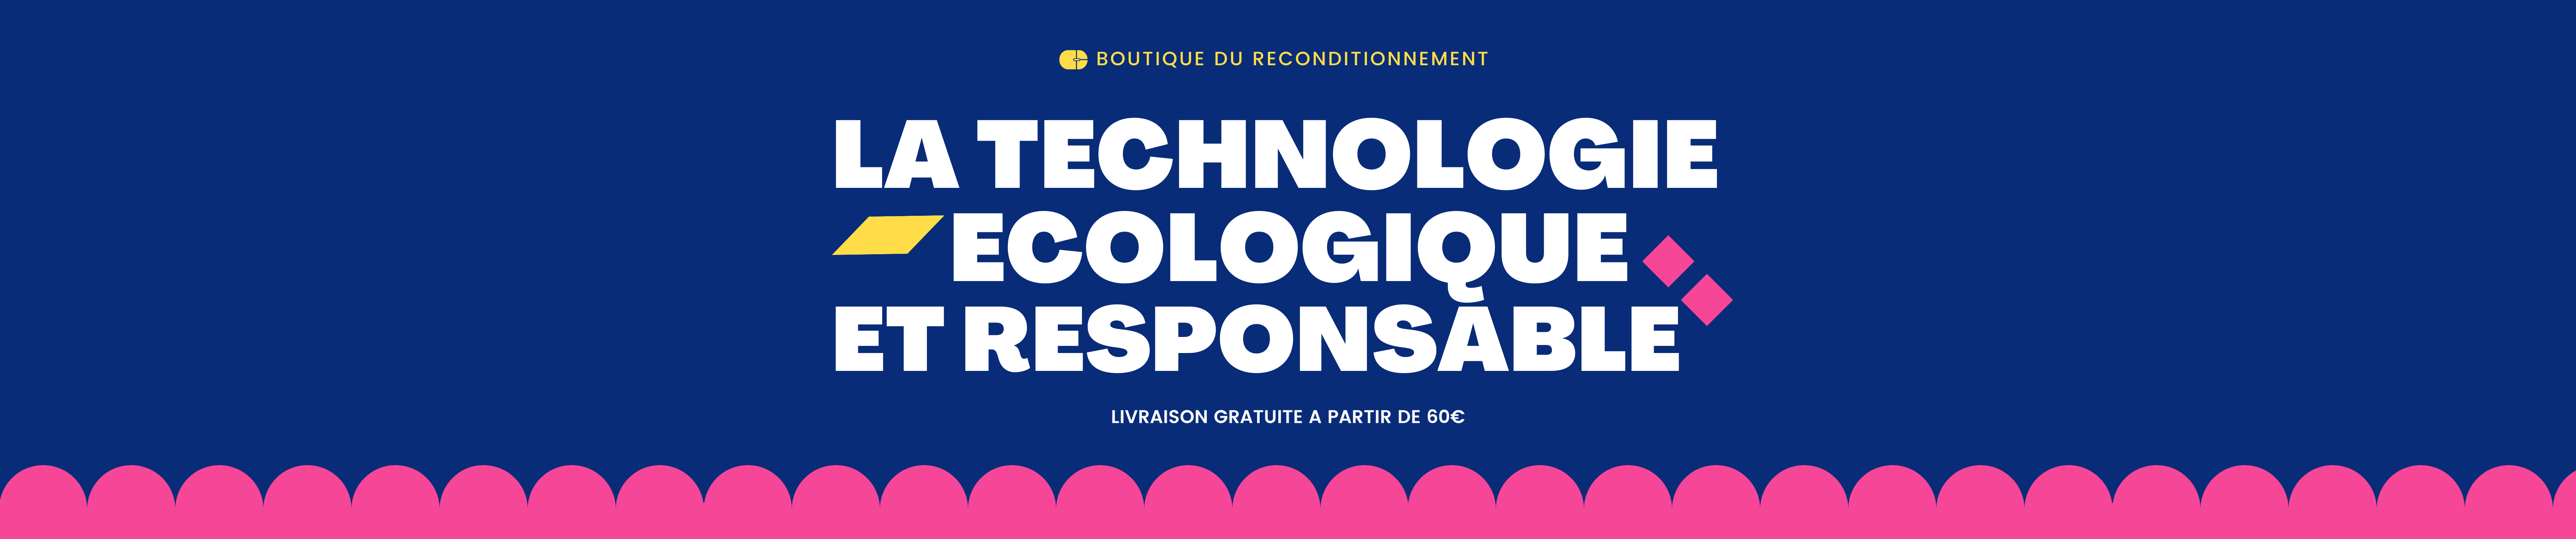 BOUTIQUE DU RECONDITIONNEMENT
LA TECHNOLOGIE
ECOLOGIQUE
ET RESPONSABLE
LIVRAISON GRATUITE A PARTIR DE 60€